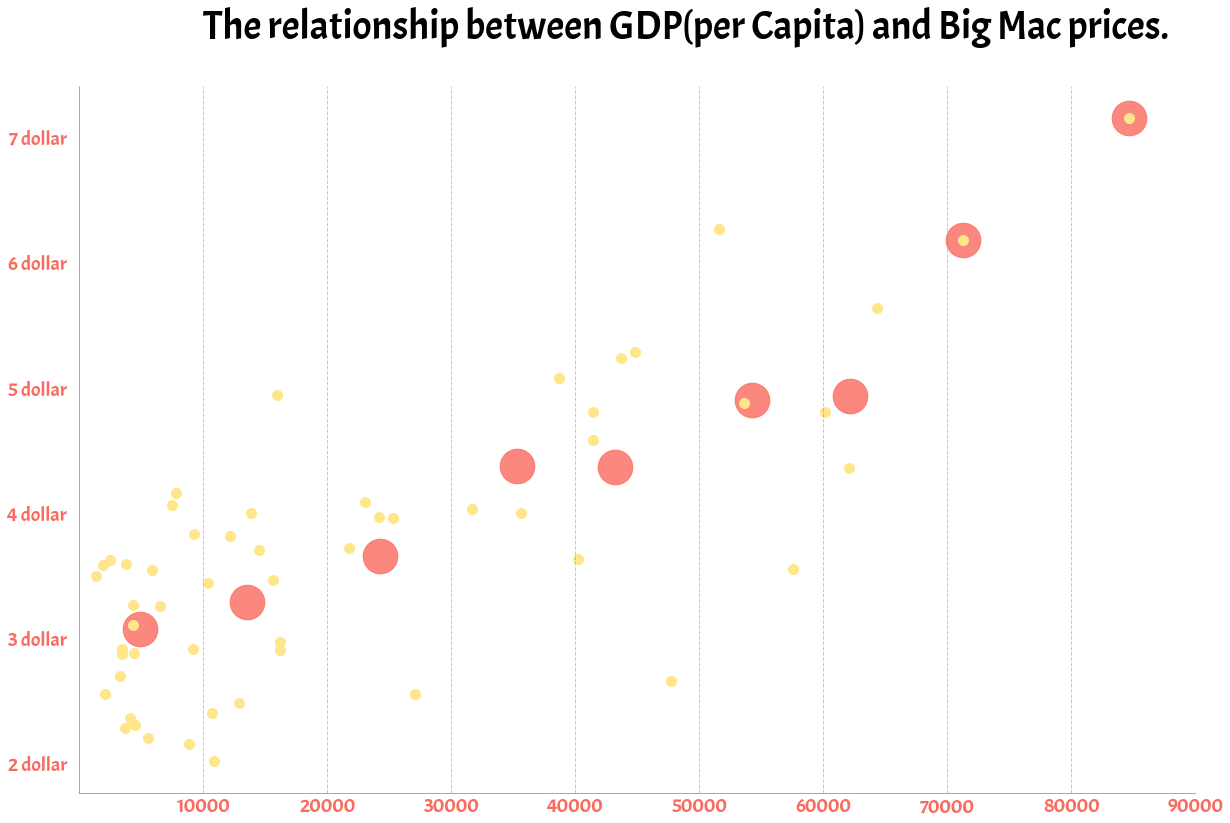 The relationship between GDP(per Capita) and Big Mac prices.
7 dollar
6 dollar
5 dollar
4 dollar
3 dollar
2 dollar
10000 20000 30000 40000 50000 60000 70000 80000 90000